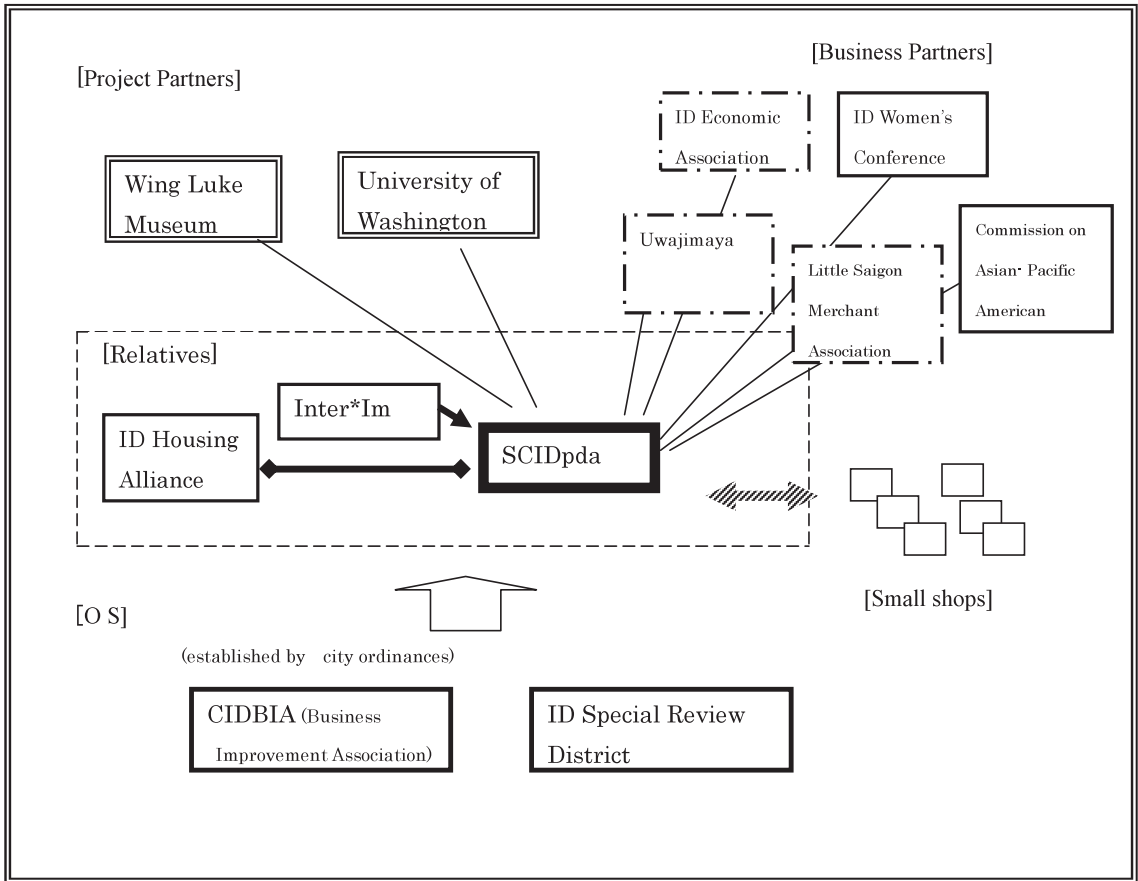 [Project Partners]
[Business Partners]
Wing Luke
Museum
University of
Washington
ID Economic
Association
ID Women's
Conference
Uwajimaya
Little Saigon
Merchant
Association
Commission on
Asian- Pacific
American
[Relatives]
Inter*Im
ID Housing
Alliance
SCIDpda
[Small shops]
[O S]
(established by city ordinances)
CIDBIA (Business
Improvement Association)
ID Special Review
District